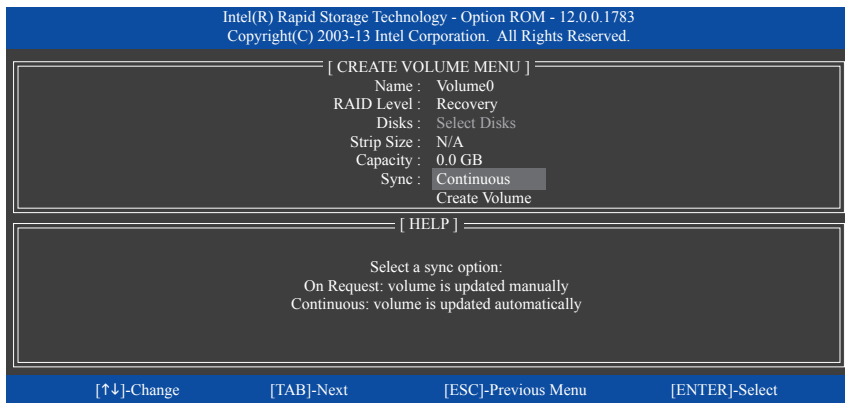 Intel(R) Rapid Storage Technology - Option ROM - 12.0.0.1783
Copyright(C) 2003-13 Intel Corporation. All Rights Reserved.
[ CREATE VOLUME MENU ]
Name : Volume0
RAID Level : Recovery
Disks : Select Disks
Strip Size : N/A
Capacity : 0.0 GB
Sync : Continuous
Create Volume
[ HELP ]
Select a sync option:
On Request: volume is updated manually
Continuous: volume is updated automatically
[↑↓]-Change [TAB]-Next [ESC]-Previous Menu [ENTER]-Select